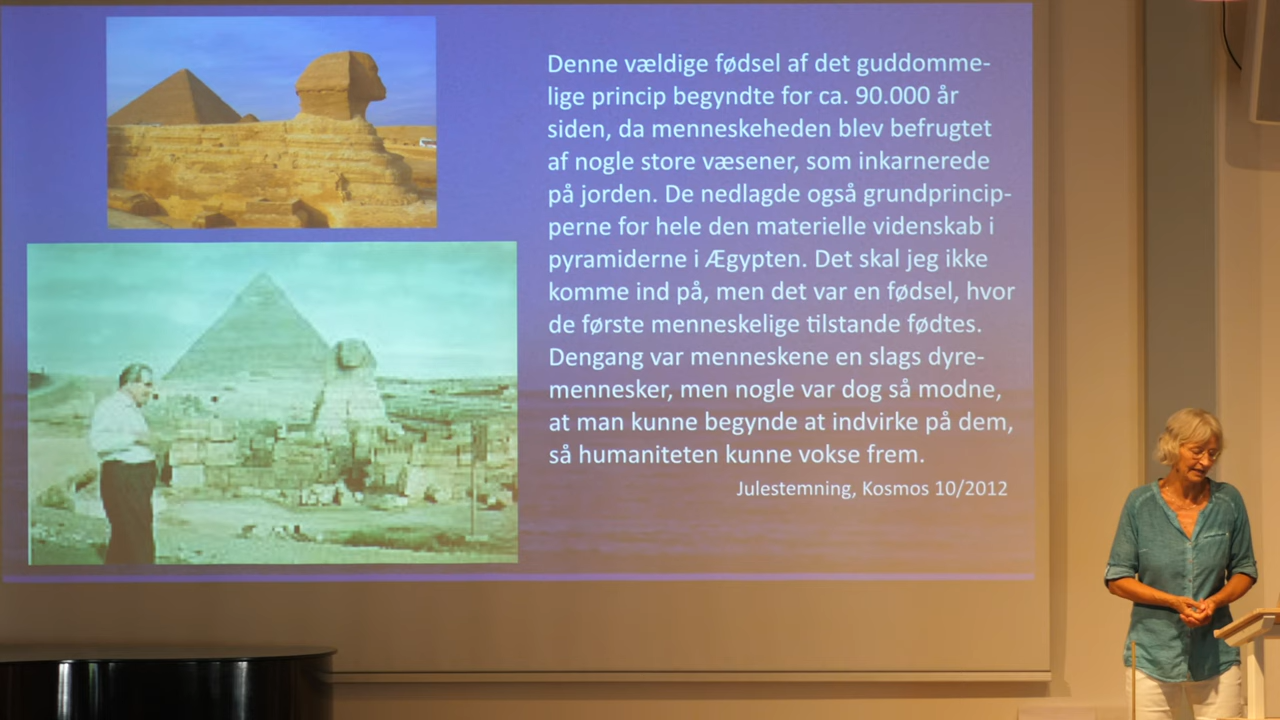 Denne vældige fødsel af det guddomme-
lige princip begyndte for ca. 90.000 år
siden, da menneskeheden blev befrugtet
af nogle store væsener, som inkarnerede
på jorden. De nedlagde også grundprincip-
perne for hele den materielle videnskab i
pyramiderne i Ægypten. Det skal jeg ikke
komme ind på, men det var en fødsel, hvor
de første menneskelige tilstande fødtes.
Dengang var menneskene en slags dyre-
mennesker, men nogle var dog så modne,
at man kunne begynde at indvirke på dem,
så humaniteten kunne vokse frem.
Julestemning, Kosmos 10/2012